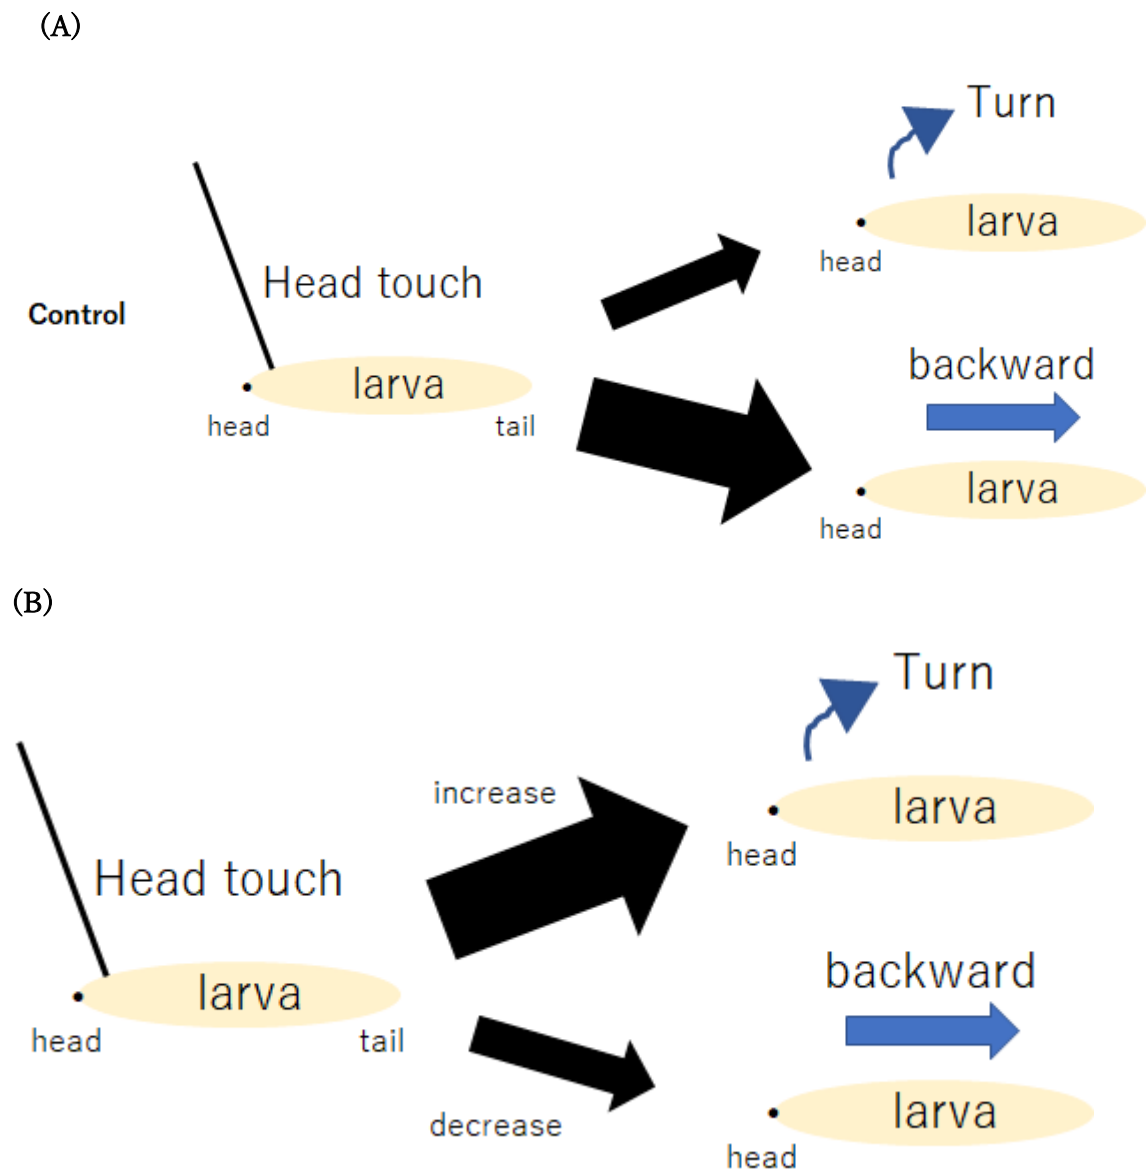 (A)
Turn
larva
head
Head touch
Control
larva
head
tail
backward
larva
head
(B)
Turn
increase
larva
head
Head touch
larva
head
tail
backward
decrease
larva
head